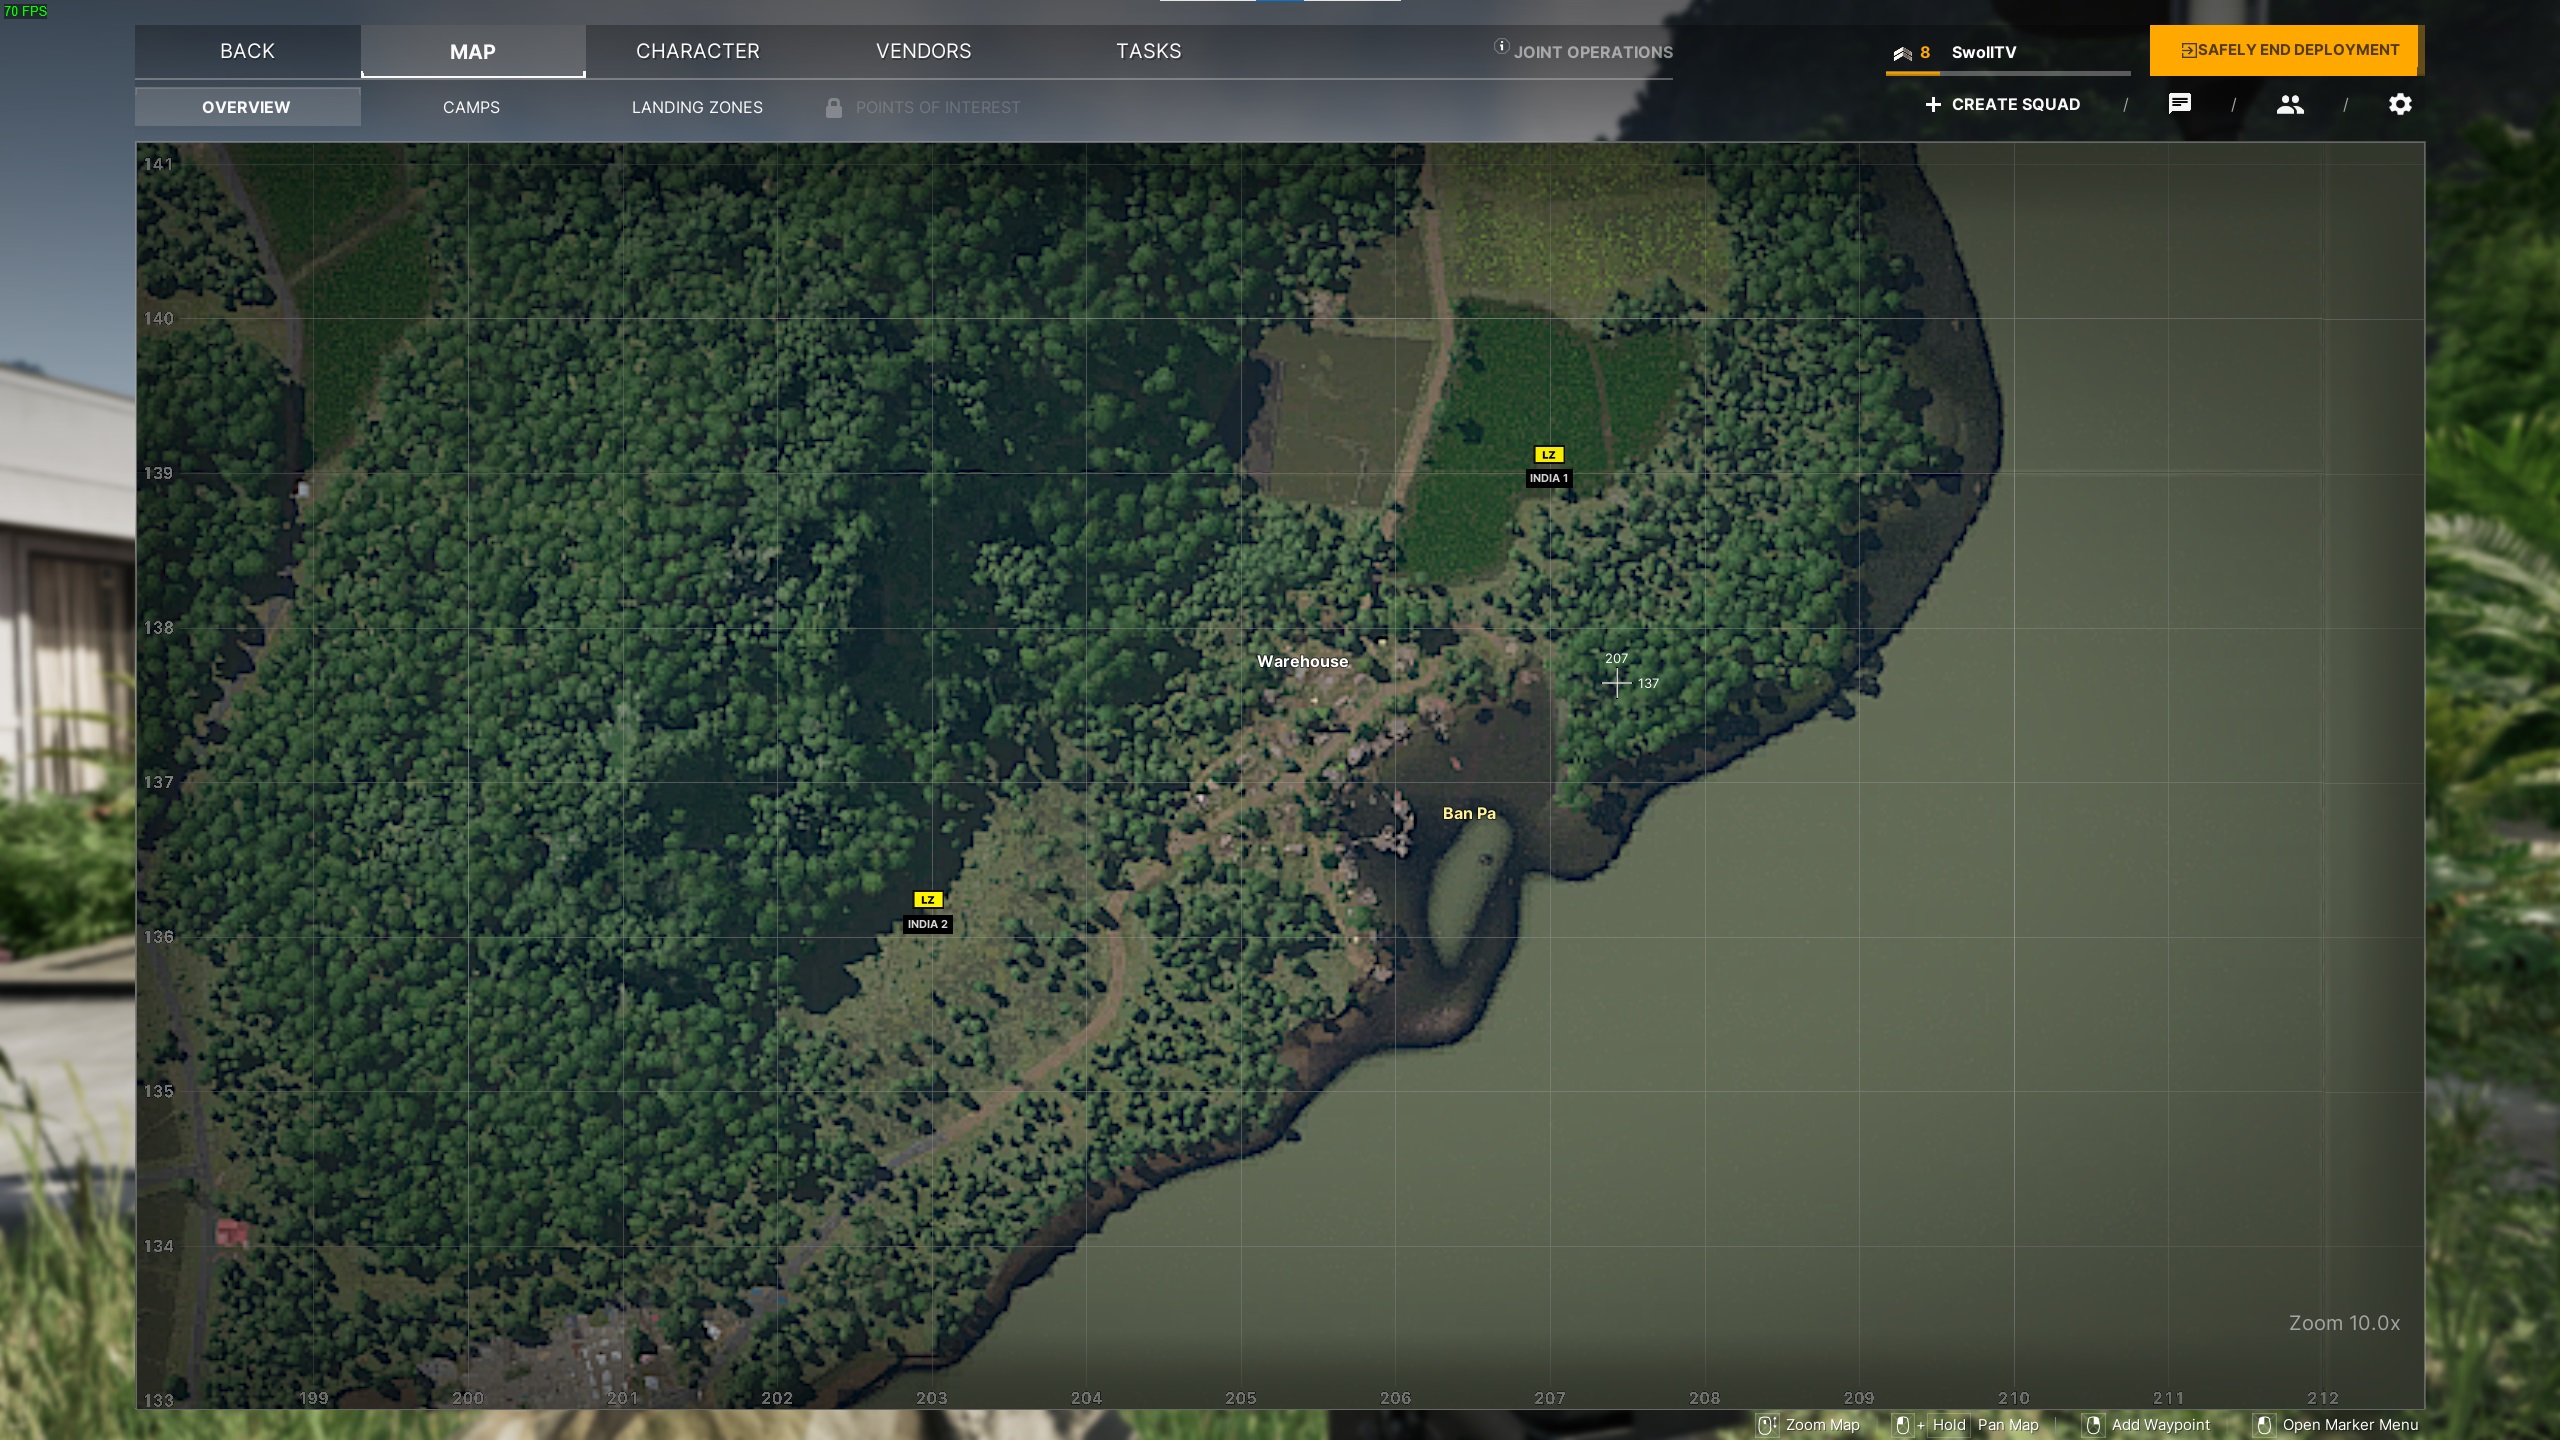 70 FPS
BACK
MAP
CHARACTER
VENDORS
TASKS
JOINT OPERATIONS
8 SwollTV
SAFELY END DEPLOYMENT
OVERVIEW
CAMPS
LANDING ZONES
POINTS OF INTEREST
CREATE SQUAD / / /
141
140
LZ
139
INDIA 1
138
Warehouse
207
137
137
Ban Pa
LZ
INDIA 2
136
135
134
Zoom 10.0x
133
199 200 201 202 203 204 205 206 207 208 209 210 211 212
Zoom Map + Hold Pan Map Add Waypoint Open Marker Menu